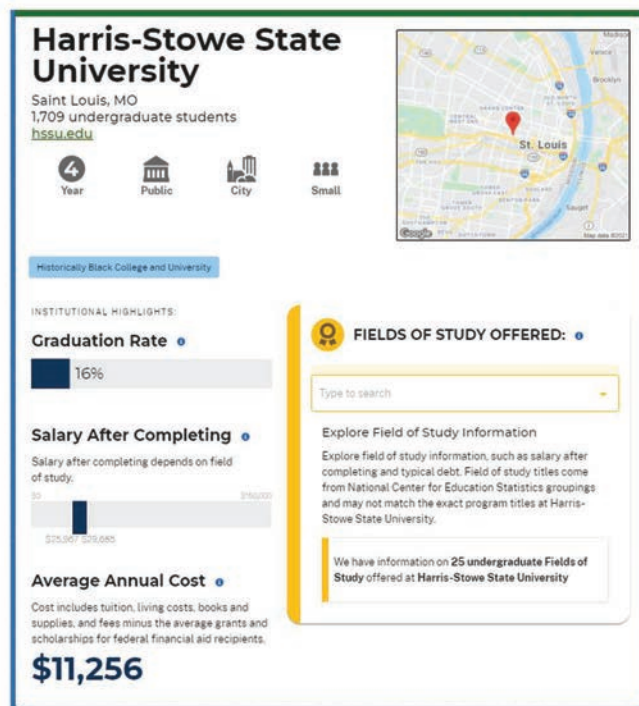 Harris-Stowe State
University
Saint Louis, MO
1,709 undergraduate students
hssu.edu
4
Year
Public
City
Small
St. Louis
Brooklyn
Sauget
Google
Map data ©2021
Historically Black College and University
INSTITUTIONAL HIGHLIGHTS:
Graduation Rate
16%
Salary After Completing
Salary after completing depends on field
of study.
$0
$150,000
$25,967 $29,685
Average Annual Cost
Cost includes tuition, living costs, books and
supplies, and fees minus the average grants and
scholarships for federal financial aid recipients.
$11,256
FIELDS OF STUDY OFFERED:
Type to search
Explore Field of Study Information
Explore field of study information, such as salary after
completing and typical debt. Field of study titles come
from National Center for Education Statistics groupings
and may not match the exact program titles at Harris-
Stowe State University.
We have information on 25 undergraduate Fields of
Study offered at Harris-Stowe State University